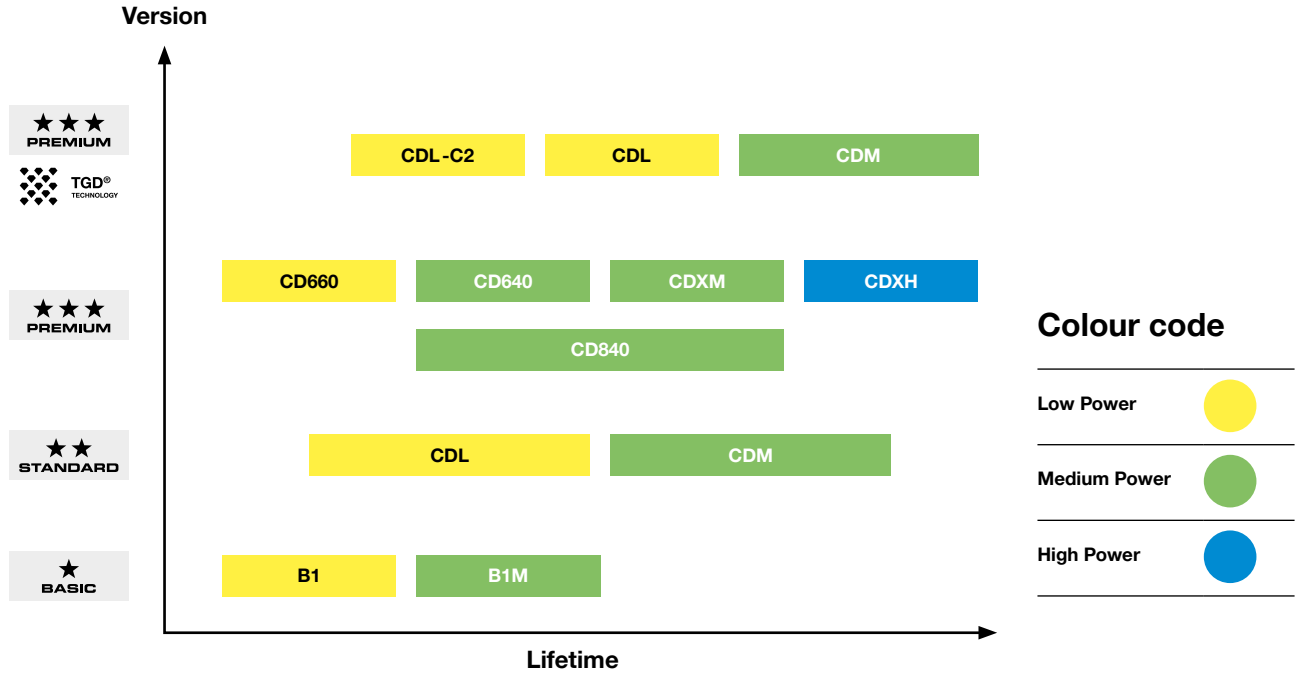 Version
PREMIUM
TGD®
TECHNOLOGY
CDL-C2 CDL CDM
PREMIUM
CD660 CD640 CDXM CDXH
CD840
STANDARD
CDL CDM
BASIC
B1 B1M
Lifetime
Colour code
Low Power
Medium Power
High Power